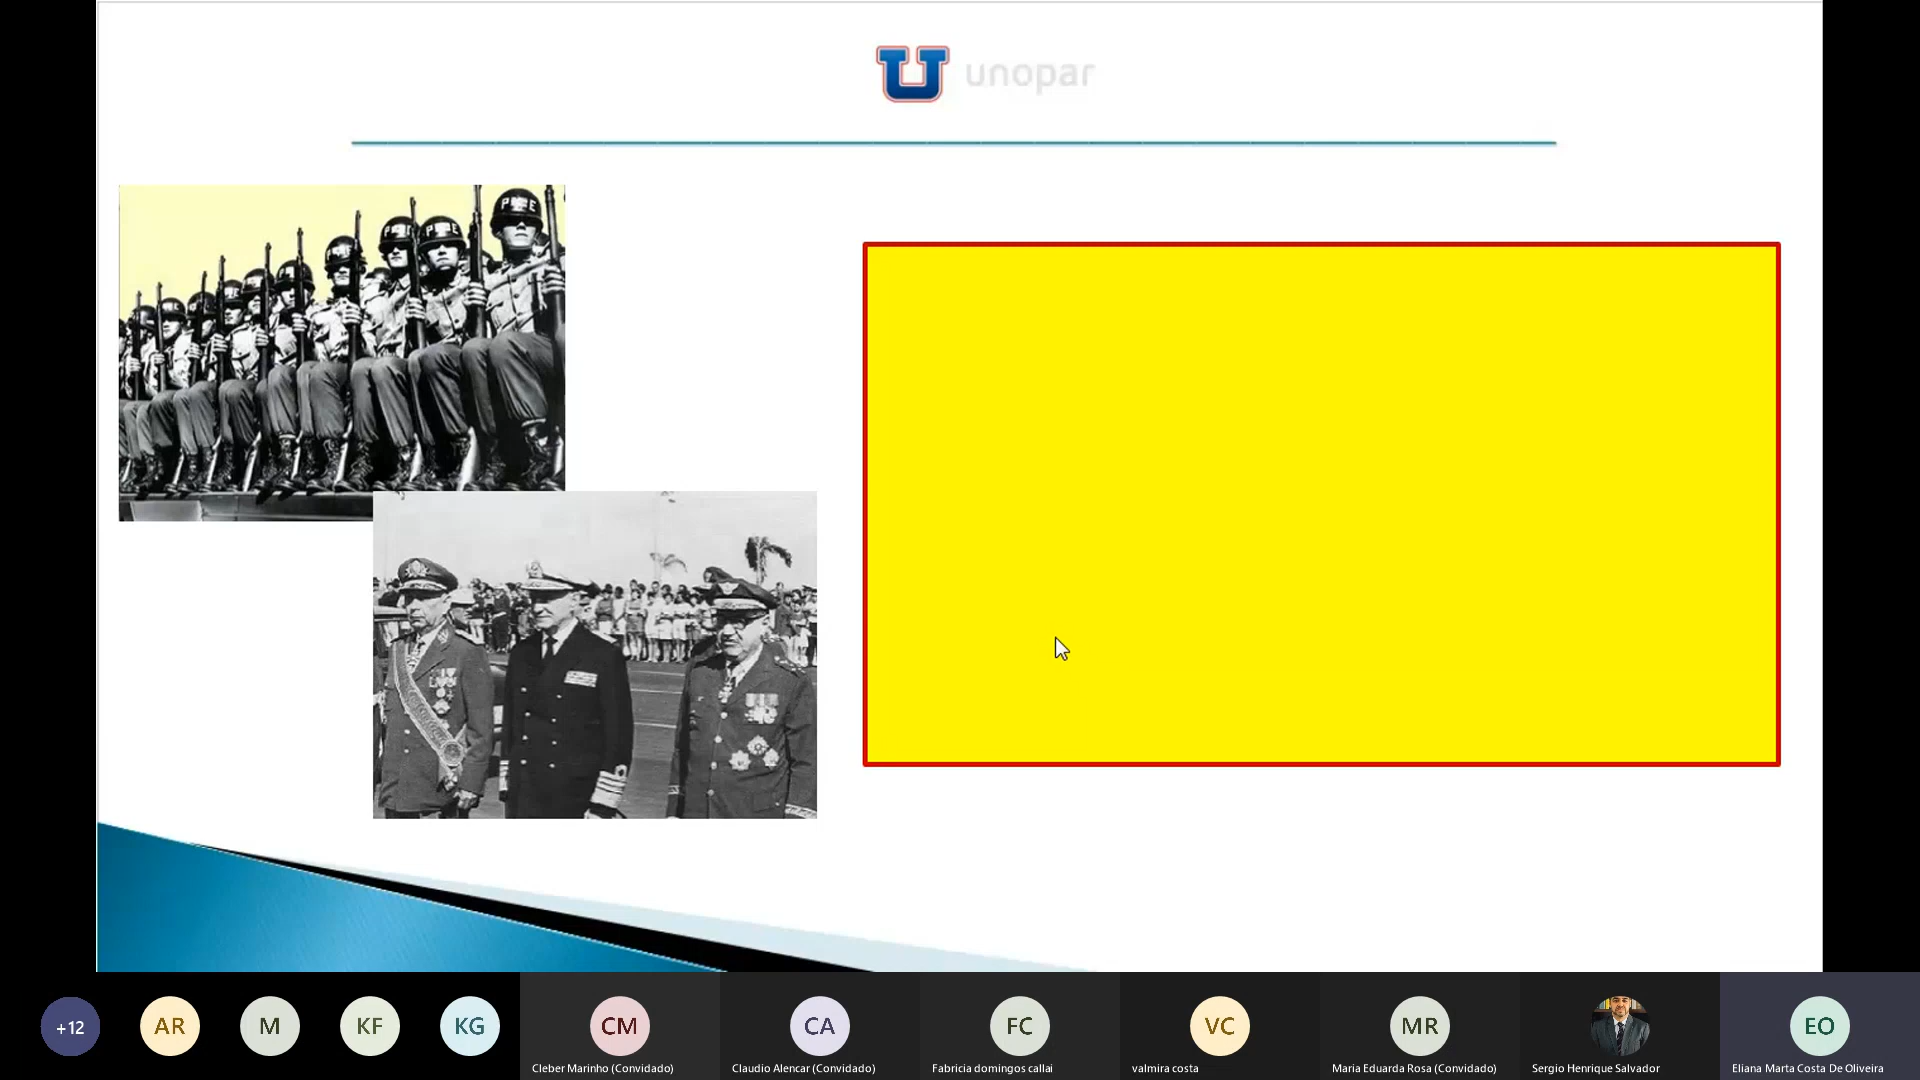 unopar
P E
P E
+12
AR
M
KF
KG
CM
CA
FC
VC
MR
EO
Cleber Marinho (Convidado)
Claudio Alencar (Convidado)
Fabricia domingos callai
valmira costa
Maria Eduarda Rosa (Convidado)
Sergio Henrique Salvador
Eliana Marta Costa De Oliveira